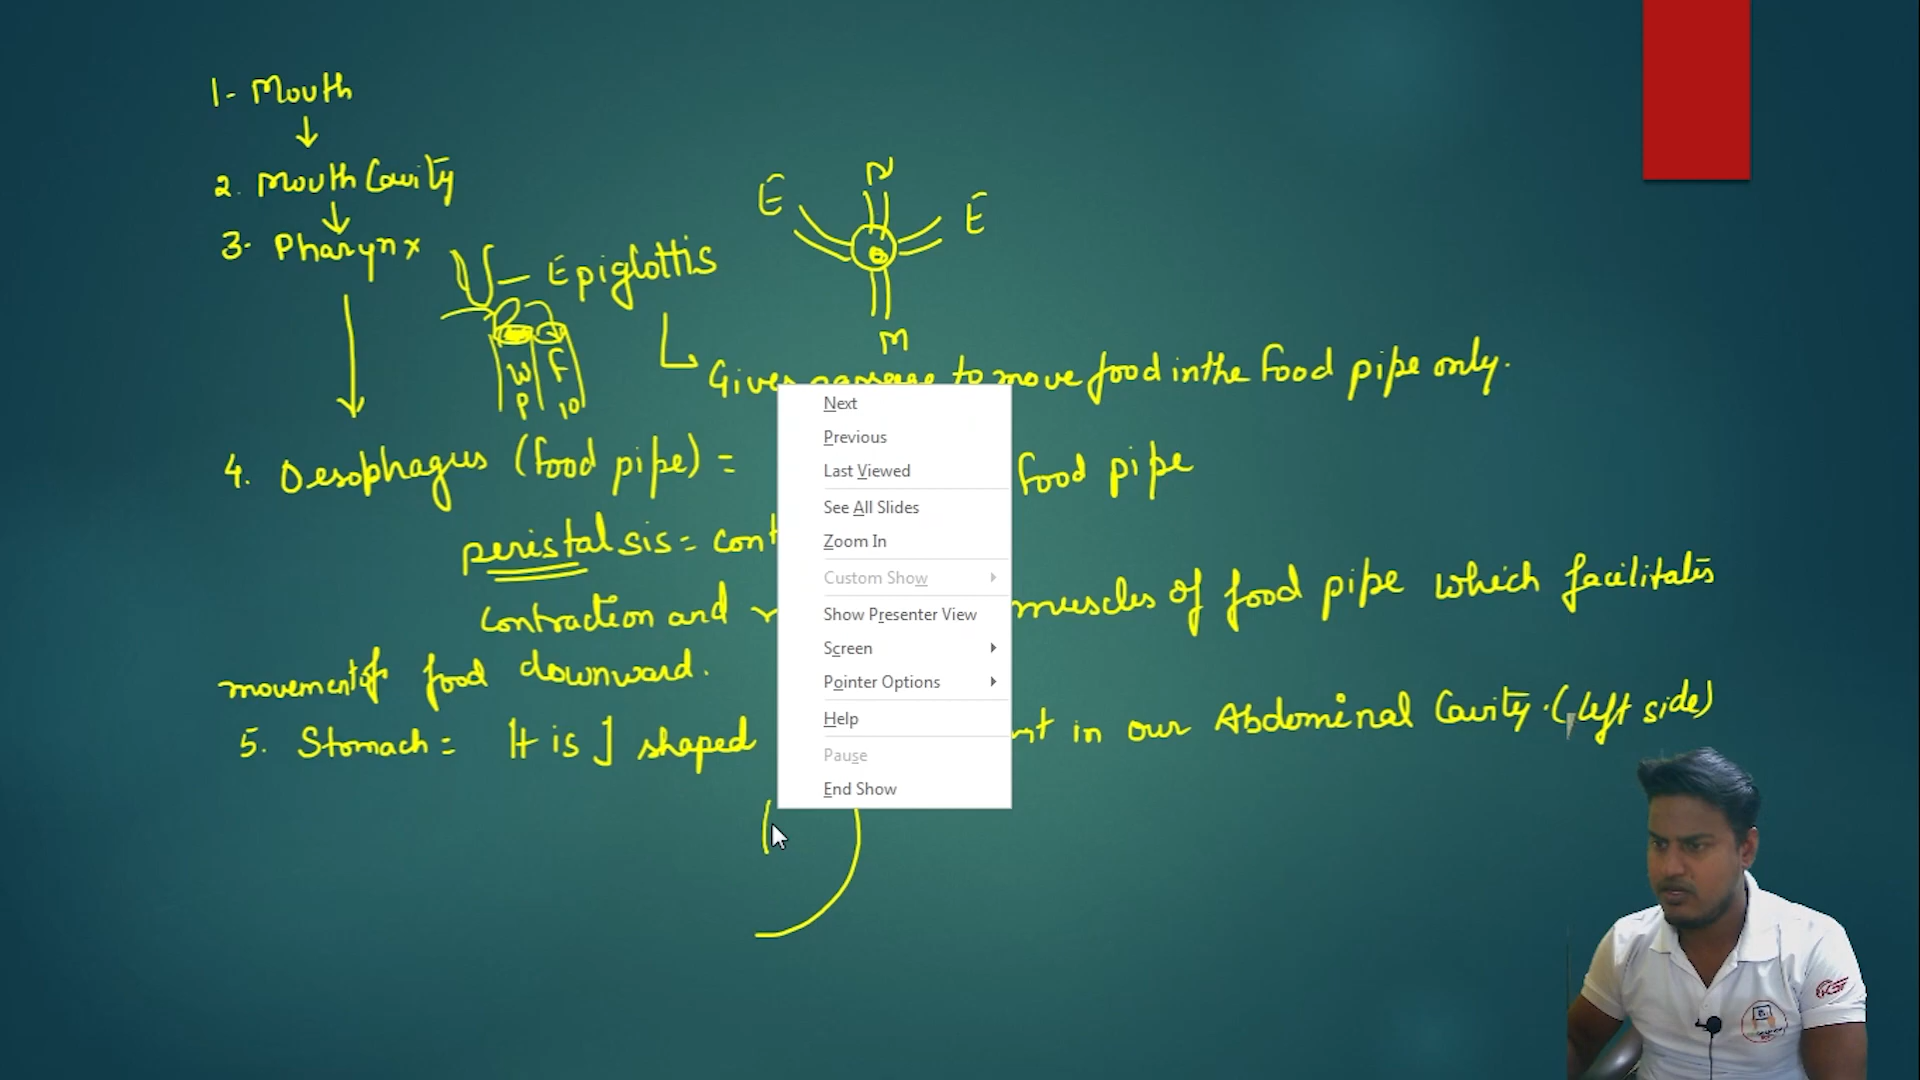 1- Mouth
2. Mouth Cavity
3- Pharynx
Epiglottis
N
E
E
M
W
P
F
Gives passage to move food in the Food pipe only.
4. Oesophagus (food pipe) = food pipe
peristalsis = cont
contraction and muscles of food pipe which facilitates
movement of food downward.
5. Stomach = It is J shaped in our Abdominal Cavity. (left side)
Next
Previous
Last Viewed
See All Slides
Zoom In
Custom Show
Show Presenter View
Screen
Pointer Options
Help
Pause
End Show